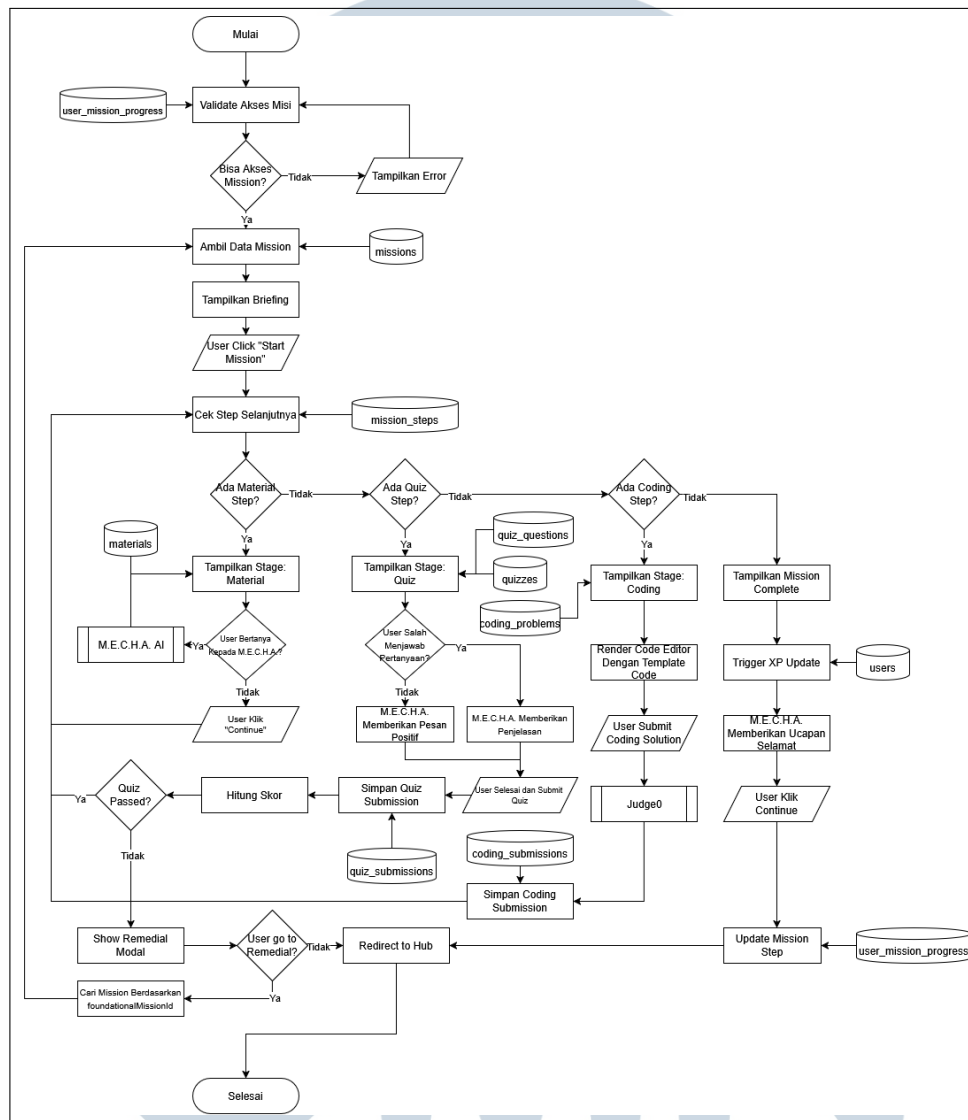 Mulai
user_mission_progress
Validate Akses Misi
Bisa Akses
Mission?
Tidak
Tampilkan Error
Ya
Ambil Data Mission
missions
Tampilkan Briefing
User Click "Start
Mission"
Cek Step Selanjutnya
mission_steps
Ada Material
Step?
Tidak
Ada Quiz
Step?
Tidak
Ada Coding
Step?
Tidak
Ya
Ya
Ya
materials
quiz_questions
Tampilkan Stage:
Material
Tampilkan Stage:
Quiz
quizzes
Tampilkan Stage:
Coding
Tampilkan Mission
Complete
coding_problems
M.E.C.H.A. AI
Ya
User Bertanya
Kepada M.E.C.H.A.?
User Salah
Menjawab
Pertanyaan?
Ya
Render Code Editor
Dengan Template
Code
Trigger XP Update
users
Tidak
Tidak
User Klik
"Continue"
M.E.C.H.A.
Memberikan Pesan
Positif
M.E.C.H.A. Memberikan
Penjelasan
User Submit
Coding Solution
M.E.C.H.A.
Memberikan Ucapan
Selamat
Quiz
Passed?
Ya
Hitung Skor
Simpan Quiz
Submission
User Selesai dan Submit
Quiz
Judge0
User Klik
Continue
Tidak
quiz_submissions
coding_submissions
Simpan Coding
Submission
Show Remedial
Modal
User go to
Remedial?
Tidak
Redirect to Hub
Update Mission
Step
user_mission_progress
Cari Mission Berdasarkan
foundationalMissionId
Ya
Selesai